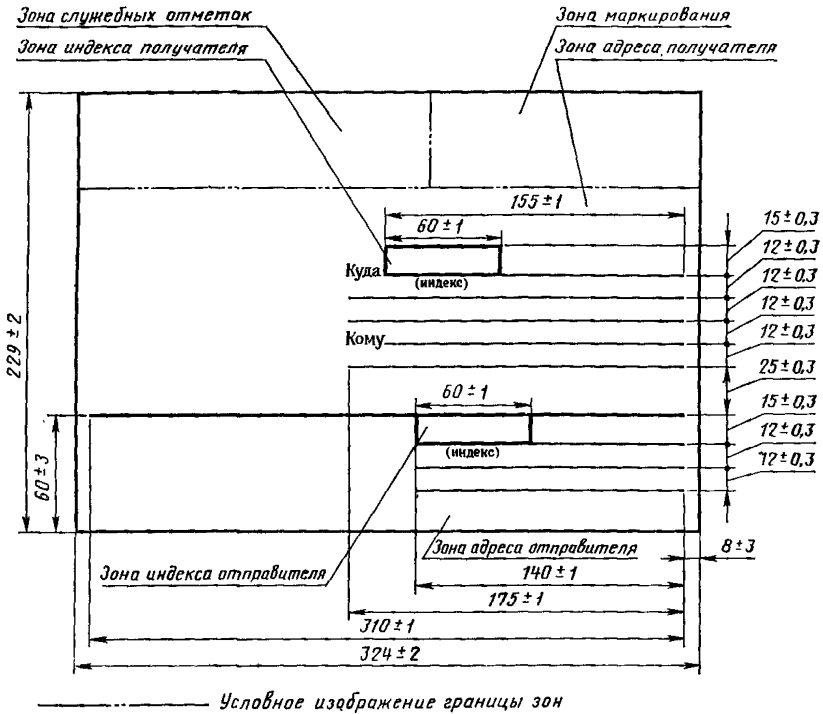 Зона служебных отметок
Зона маркирования
Зона индекса получателя
Зона адреса получателя
155±1
15±0,3
60±1
12±0,3
Куда
(индекс)
12±0,3
12±0,3
Кому
12±0,3
229±2
25±0,3
60±1
15±0,3
(индекс)
12±0,3
12±0,3
60±3
Зона адреса отправителя
8±3
Зона индекса отправителя
140±1
175±1
310±1
324±2
Условное изображение границы зон